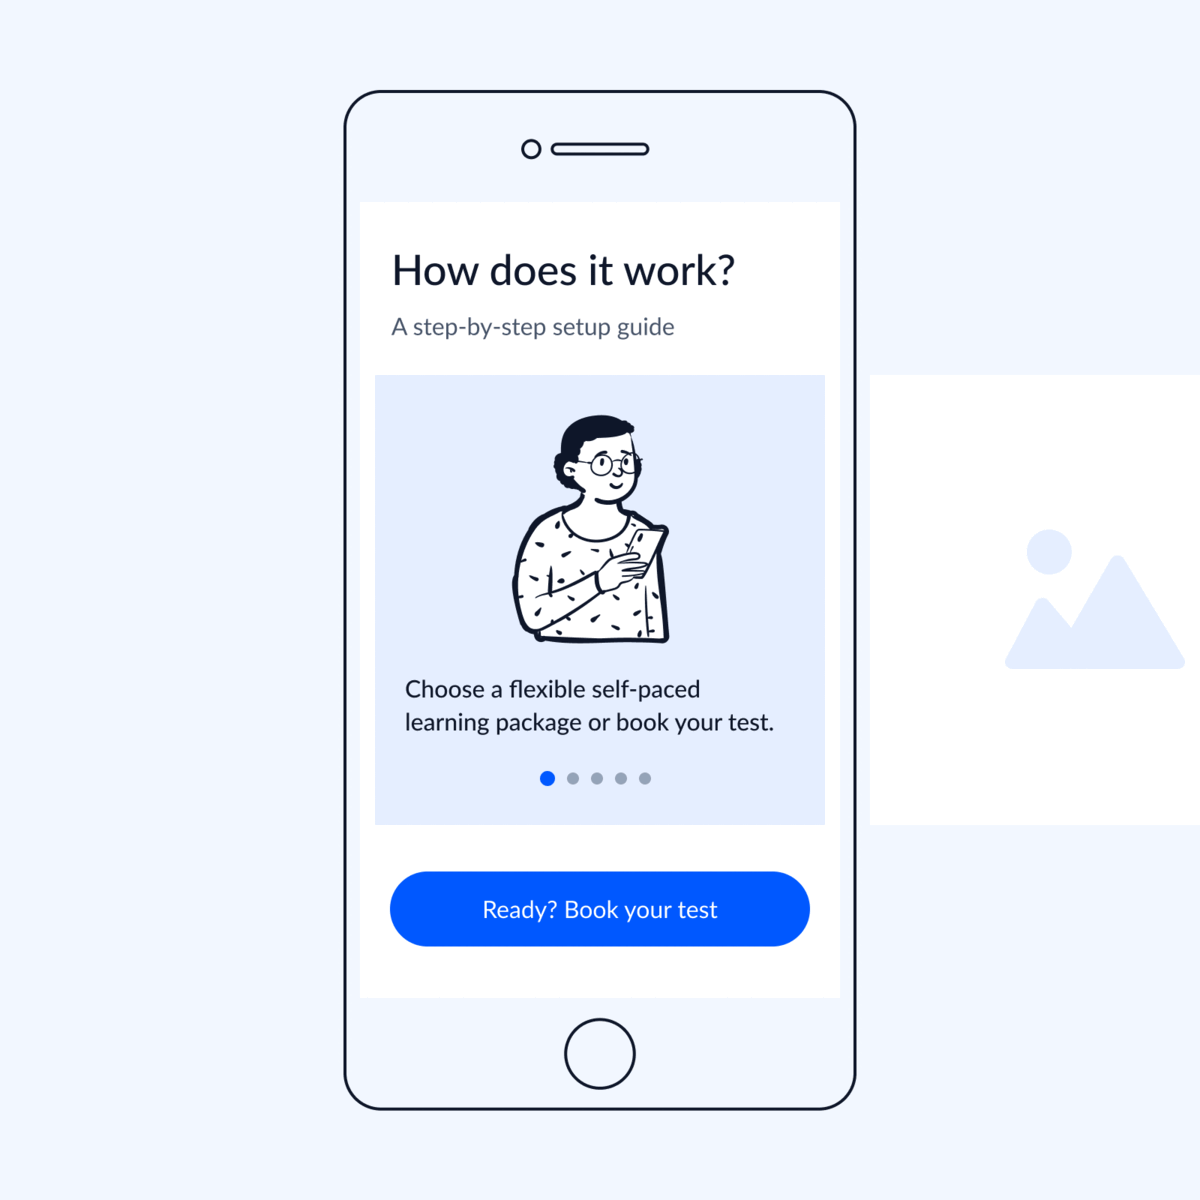 How does it work?
A step-by-step setup guide
Choose a flexible self-paced
learning package or book your test.
Ready? Book your test